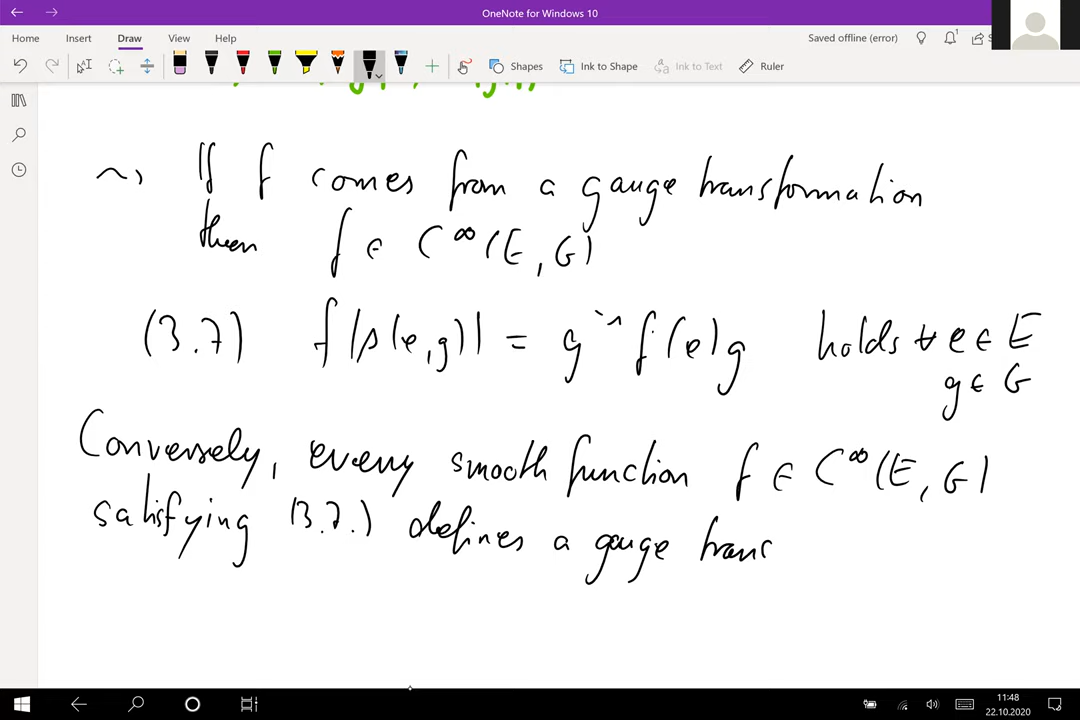 OneNote for Windows 10
Home Insert Draw View Help
Saved offline (error)
Shapes Ink to Shape Ink to Text Ruler
⇝ If f comes from a gauge transformation
then f ∈ C^∞(E, G)
(3.7) f(ρ(e,g)) = g^{-1} f(e) g holds ∀ e ∈ E
g ∈ G
Conversely, every smooth function f ∈ C^∞(E, G)
satisfying (3.7.) defines a gauge trans
11:48
22.10.2020